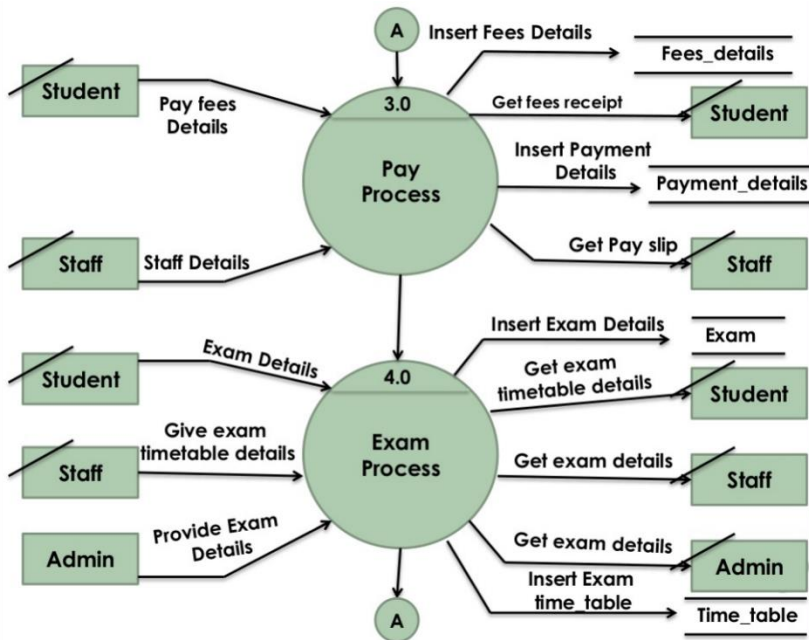 A
Insert Fees Details
Fees_details
Student
Pay fees
Details
3.0
Get fees receipt
Student
Pay
Process
Insert Payment
Details
Payment_details
Staff
Staff Details
Get Pay slip
Staff
Insert Exam Details
Exam
Student
Exam Details
4.0
Get exam
timetable details
Student
Give exam
timetable details
Staff
Exam
Process
Get exam details
Staff
Admin
Provide Exam
Details
Get exam details
Admin
Insert Exam
time_table
Time_table
A